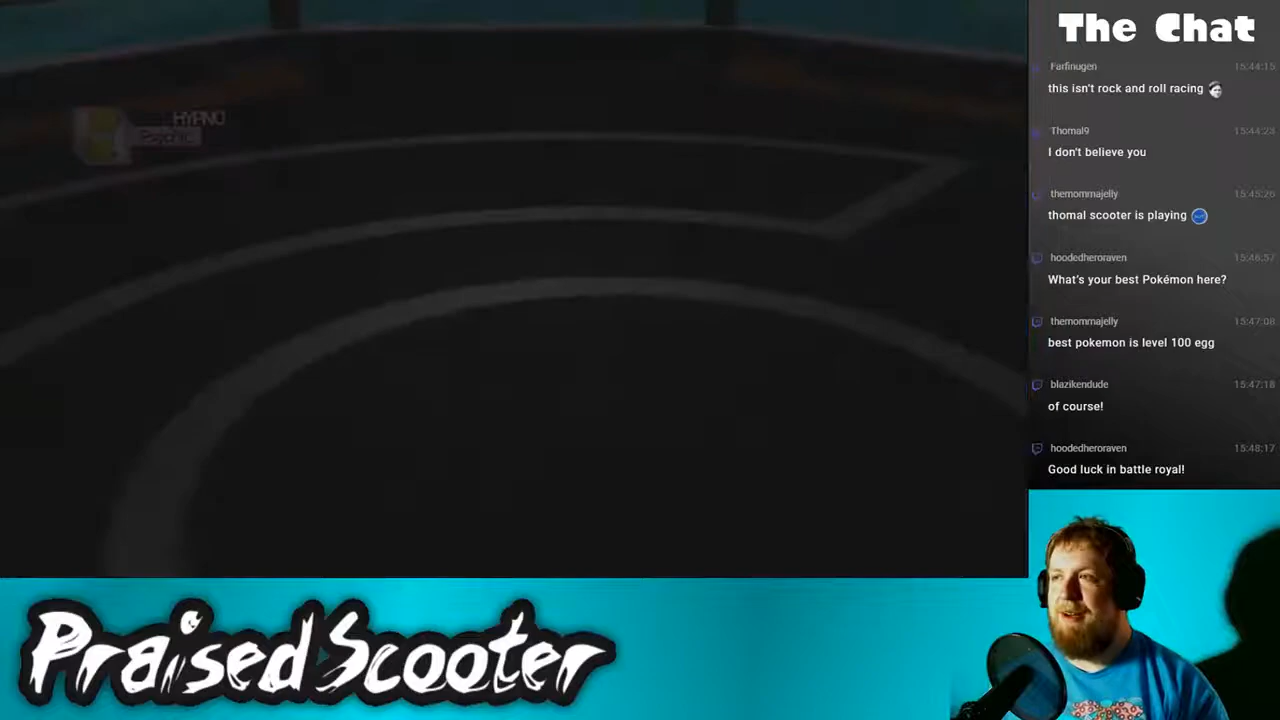 The Chat
Farfinugen 15:44:15
this isn't rock and roll racing
Thomal9 15:44:23
I don't believe you
themommajelly 15:45:26
thomal scooter is playing
hoodedheroraven 15:46:57
What's your best Pokémon here?
themommajelly 15:47:08
best pokemon is level 100 egg
blazikendude 15:47:18
of course!
hoodedheroraven 15:48:17
Good luck in battle royal!
HYPNO
Psychic
Praised Scooter